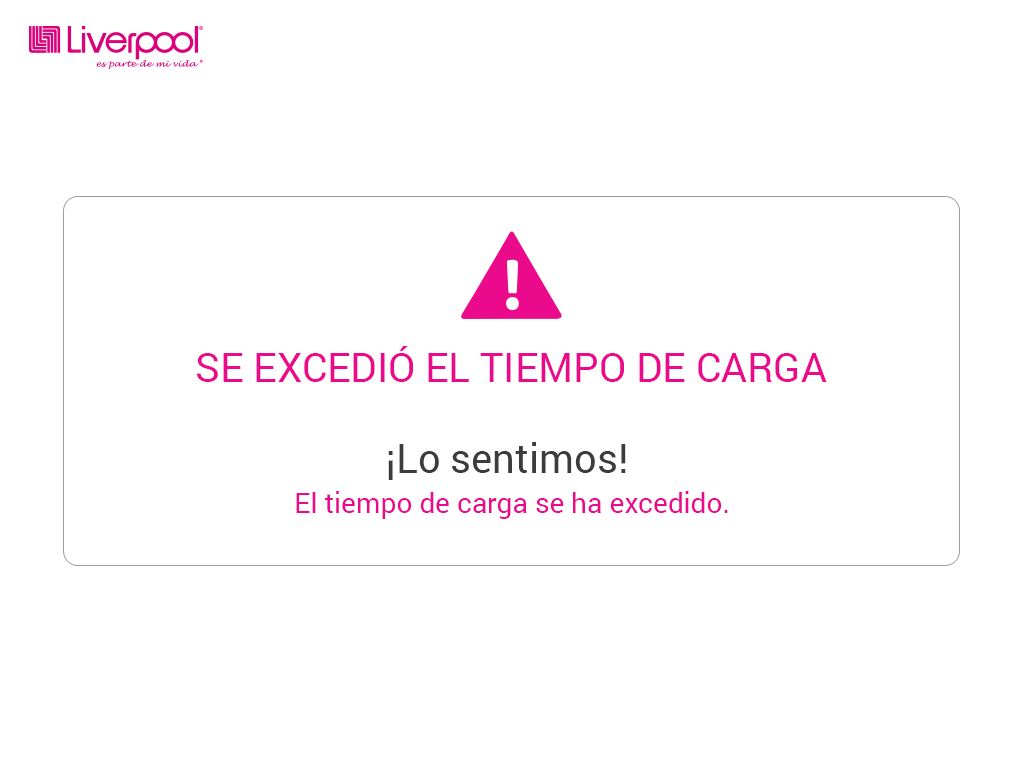 Liverpool®
es parte de mi vida®
SE EXCEDIÓ EL TIEMPO DE CARGA
¡Lo sentimos!
El tiempo de carga se ha excedido.